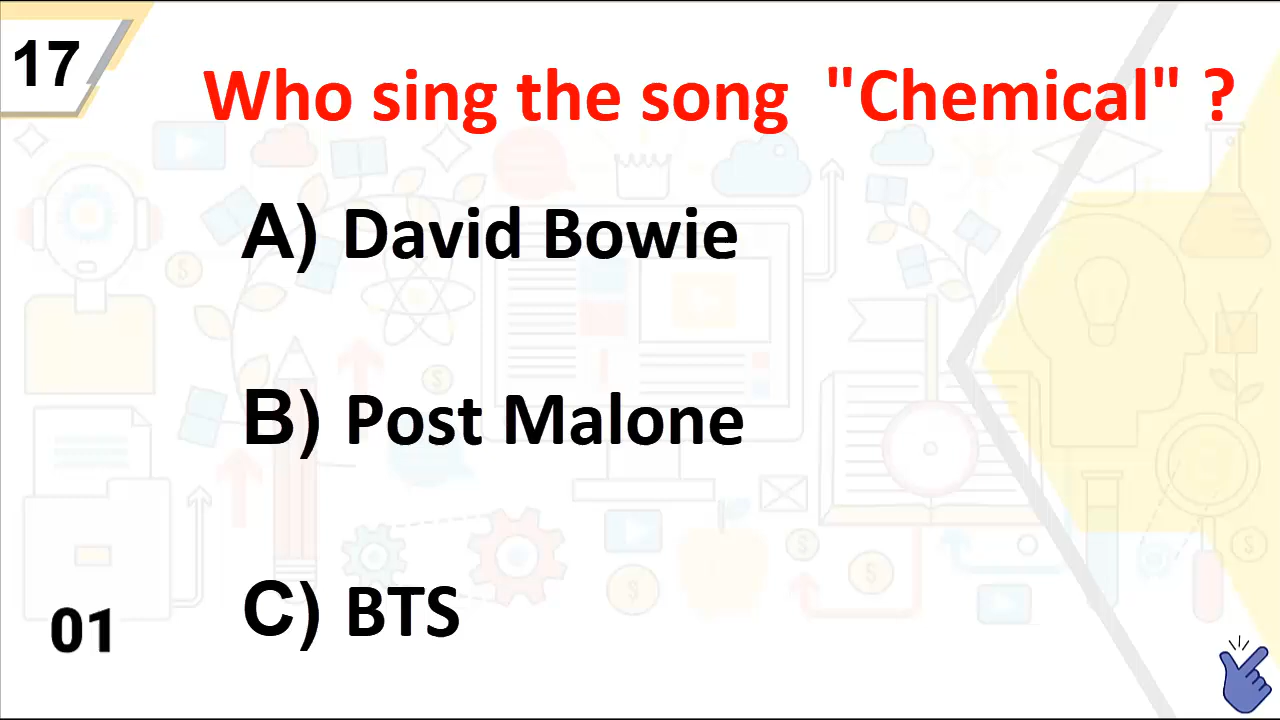 17
Who sing the song "Chemical" ?
A) David Bowie
B) Post Malone
C) BTS
01